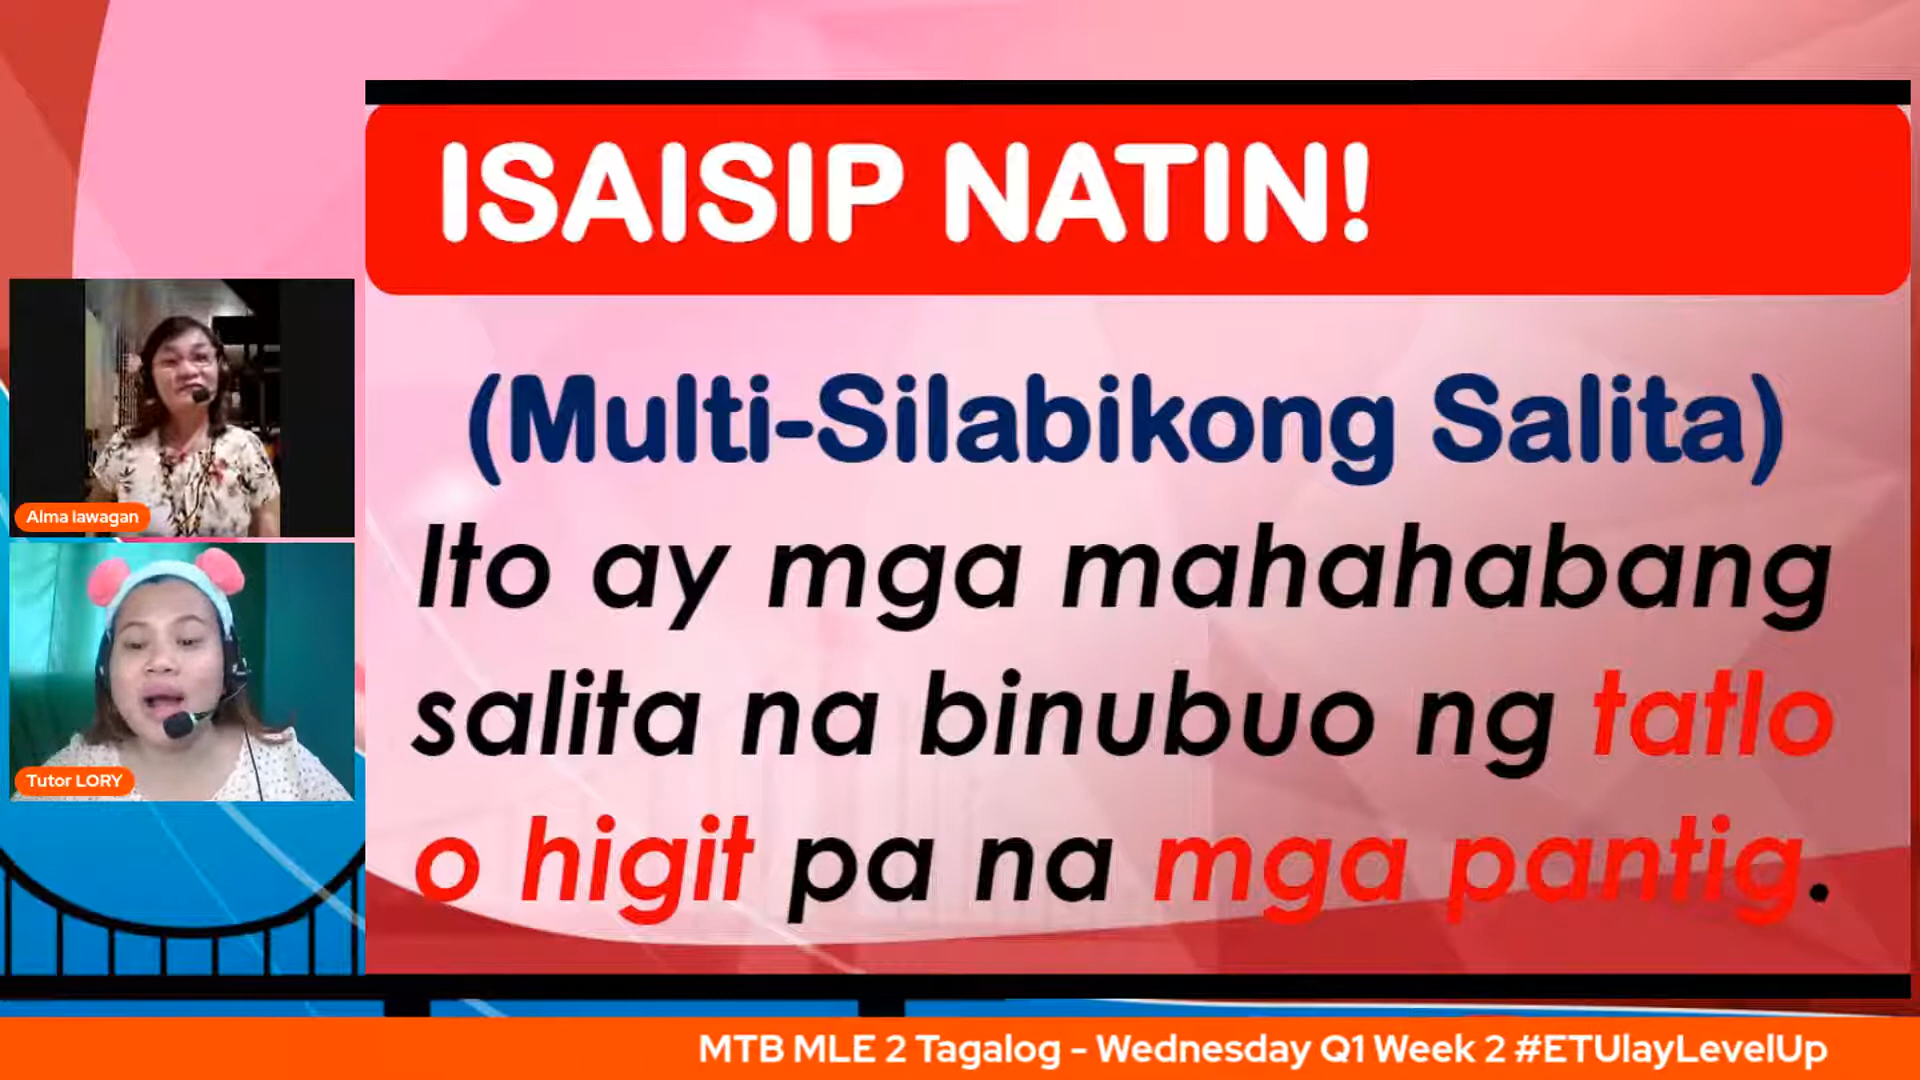 ISAISIP NATIN!
(Multi-Silabikong Salita)
Ito ay mga mahahabang
salita na binubuo ng tatlo
o higit pa na mga pantig.
Alma lawagan
Tutor LORY
MTB MLE 2 Tagalog - Wednesday Q1 Week 2 #ETUlayLevelUp